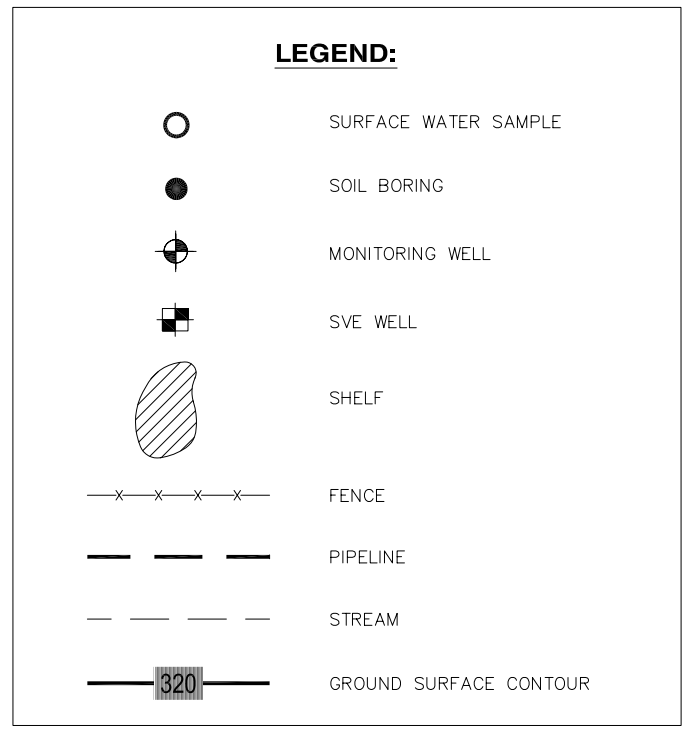 LEGEND:
SURFACE WATER SAMPLE
SOIL BORING
MONITORING WELL
SVE WELL
SHELF
FENCE
PIPELINE
STREAM
320 GROUND SURFACE CONTOUR